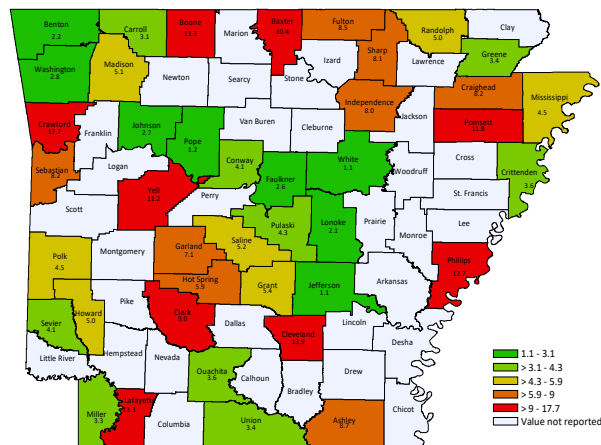 Benton
2.2
Carroll
3.1
Boone
13.3
Marion
Baxter
10.4
Fulton
8.5
Randolph
5.0
Clay
Washington
2.8
Madison
5.1
Newton
Searcy
Stone
Izard
Sharp
8.1
Lawrence
Greene
3.4
Independence
8.0
Craighead
8.2
Mississippi
4.5
Crawford
Franklin
Johnson
2.7
Pope
1.2
Van Buren
Cleburne
Jackson
Poinsett
11.8
Sebastian
8.2
Logan
Conway
4.1
Faulkner
2.6
White
1.1
Woodruff
Cross
Crittenden
3.6
Scott
Yell
11.2
Perry
Pulaski
4.3
Lonoke
2.1
Prairie
Monroe
St. Francis
Lee
Polk
4.5
Montgomery
Garland
7.1
Saline
5.2
Hot Spring
5.9
Grant
5.4
Jefferson
1.1
Arkansas
Phillips
Sevier
4.1
Howard
5.0
Pike
Clark
9.0
Dallas
Cleveland
13.9
Lincoln
Desha
Little River
Hempstead
Nevada
Ouachita
3.6
Calhoun
Bradley
Drew
Chicot
Miller
3.3
Lafayette
Columbia
Union
3.4
Ashley
8.7
1.1 - 3.1
> 3.1 - 4.3
> 4.3 - 5.9
> 5.9 - 9
> 9 - 17.7
Value not reported